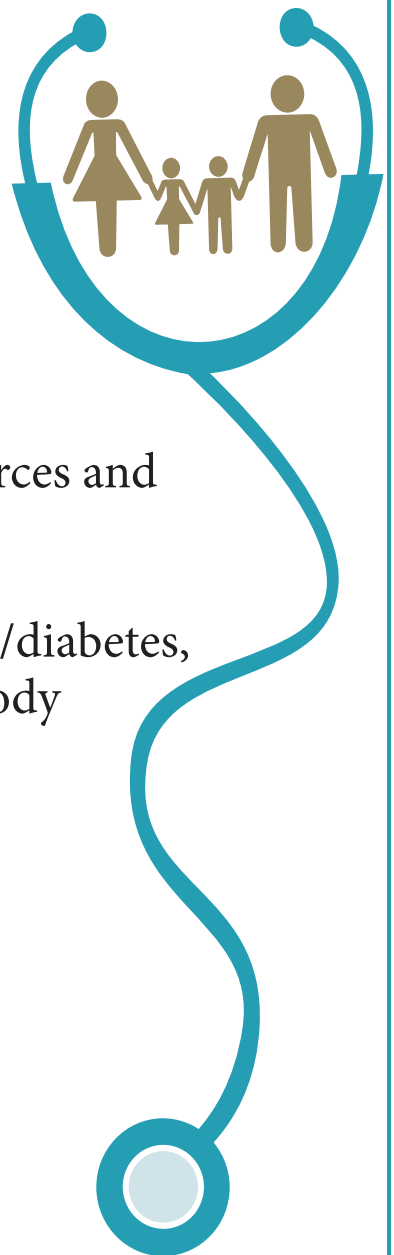 rces and
/diabetes,
ody